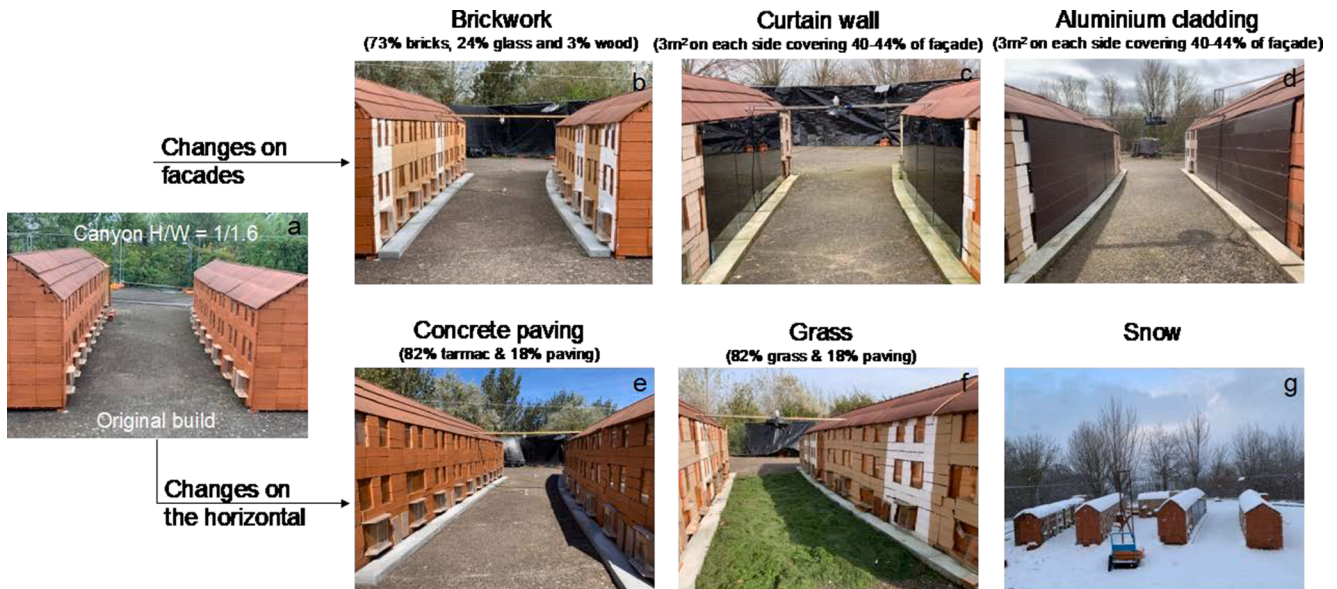 Brickwork
(73% bricks, 24% glass and 3% wood)
b
Curtain wall
(3m² on each side covering 40-44% of façade)
c
Aluminium cladding
(3m² on each side covering 40-44% of façade)
d
Changes on
facades
Canyon H/W = 1/1.6
a
Original build
Changes on
the horizontal
Concrete paving
(82% tarmac & 18% paving)
e
Grass
(82% grass & 18% paving)
f
Snow
g